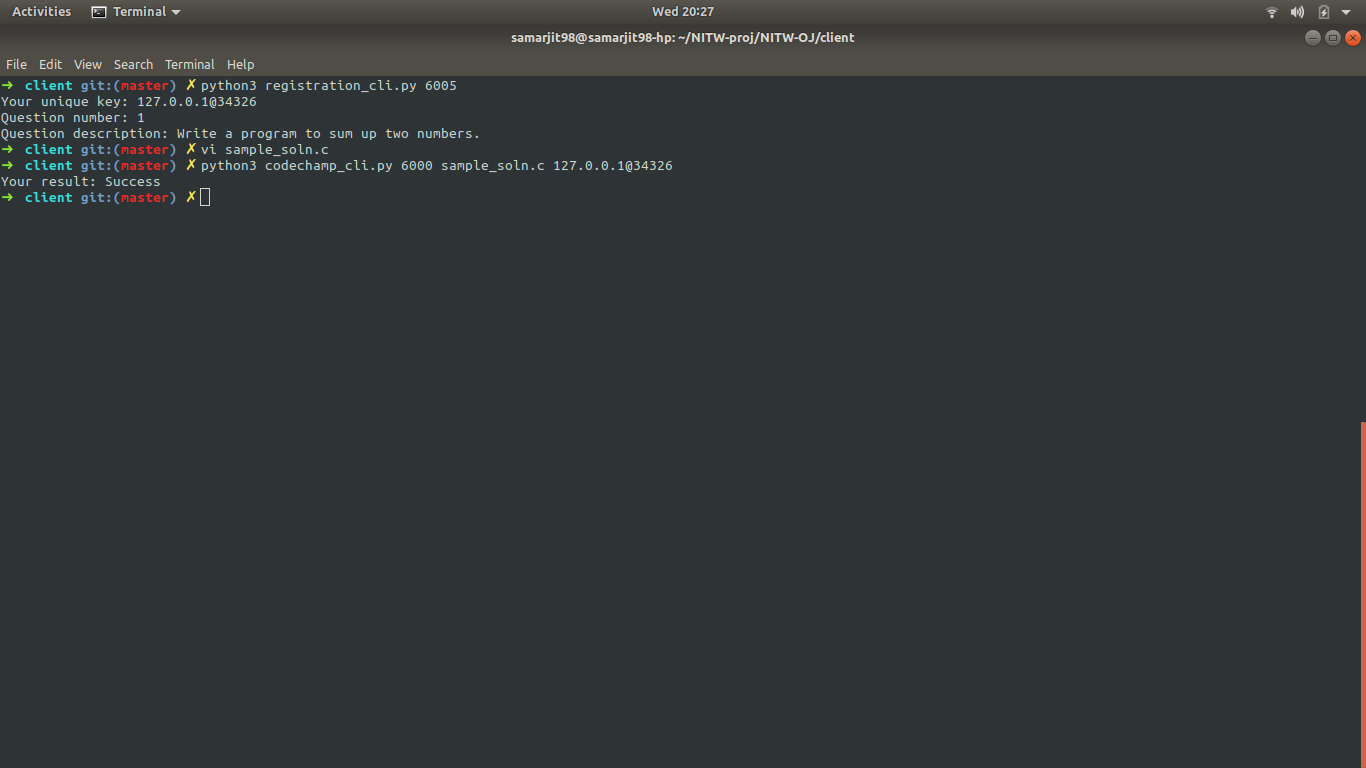 Activities Terminal Wed 20:27
samarjit98@samarjit98-hp: ~/NITW-proj/NITW-OJ/client
File Edit View Search Terminal Help
➜ client git:(master) ✗ python3 registration_cli.py 6005
Your unique key: 127.0.0.1@34326
Question number: 1
Question description: Write a program to sum up two numbers.
➜ client git:(master) ✗ vi sample_soln.c
➜ client git:(master) ✗ python3 codechamp_cli.py 6000 sample_soln.c 127.0.0.1@34326
Your result: Success
➜ client git:(master) ✗